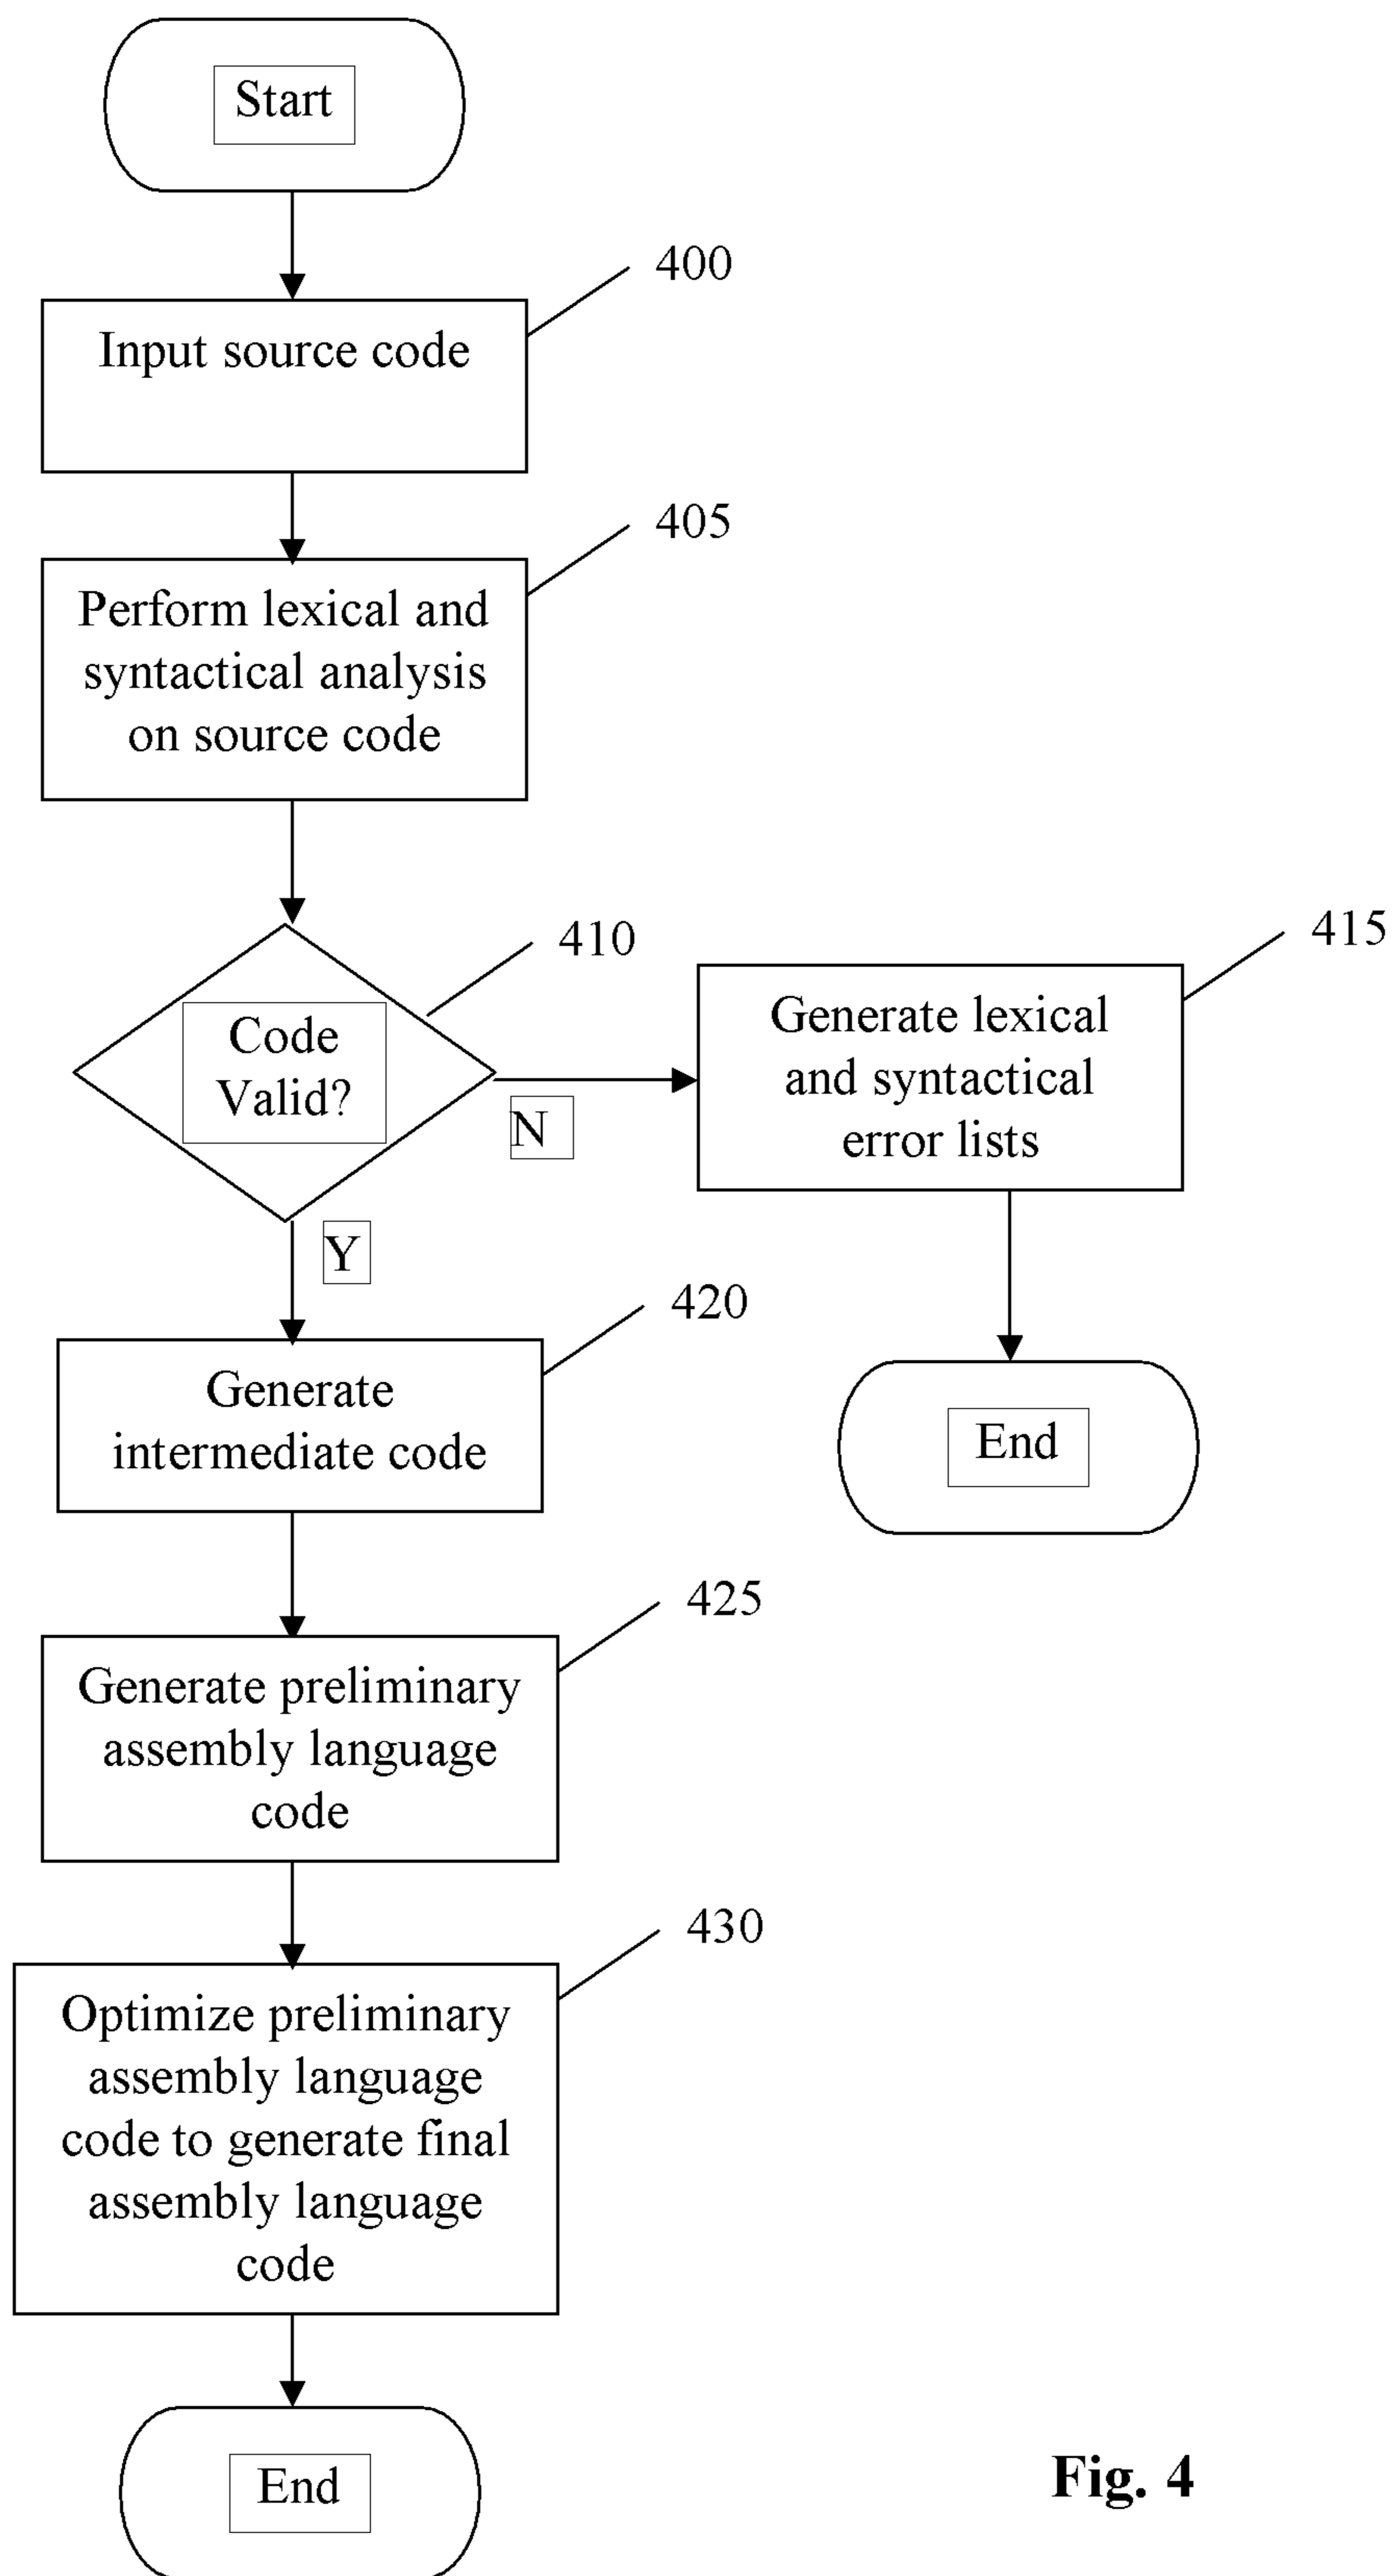 Start
400
Input source code
405
Perform lexical and
syntactical analysis
on source code
410
Code
Valid?
N
Y
415
Generate lexical
and syntactical
error lists
End
420
Generate
intermediate code
425
Generate preliminary
assembly language
code
430
Optimize preliminary
assembly language
code to generate final
assembly language
code
End
Fig. 4